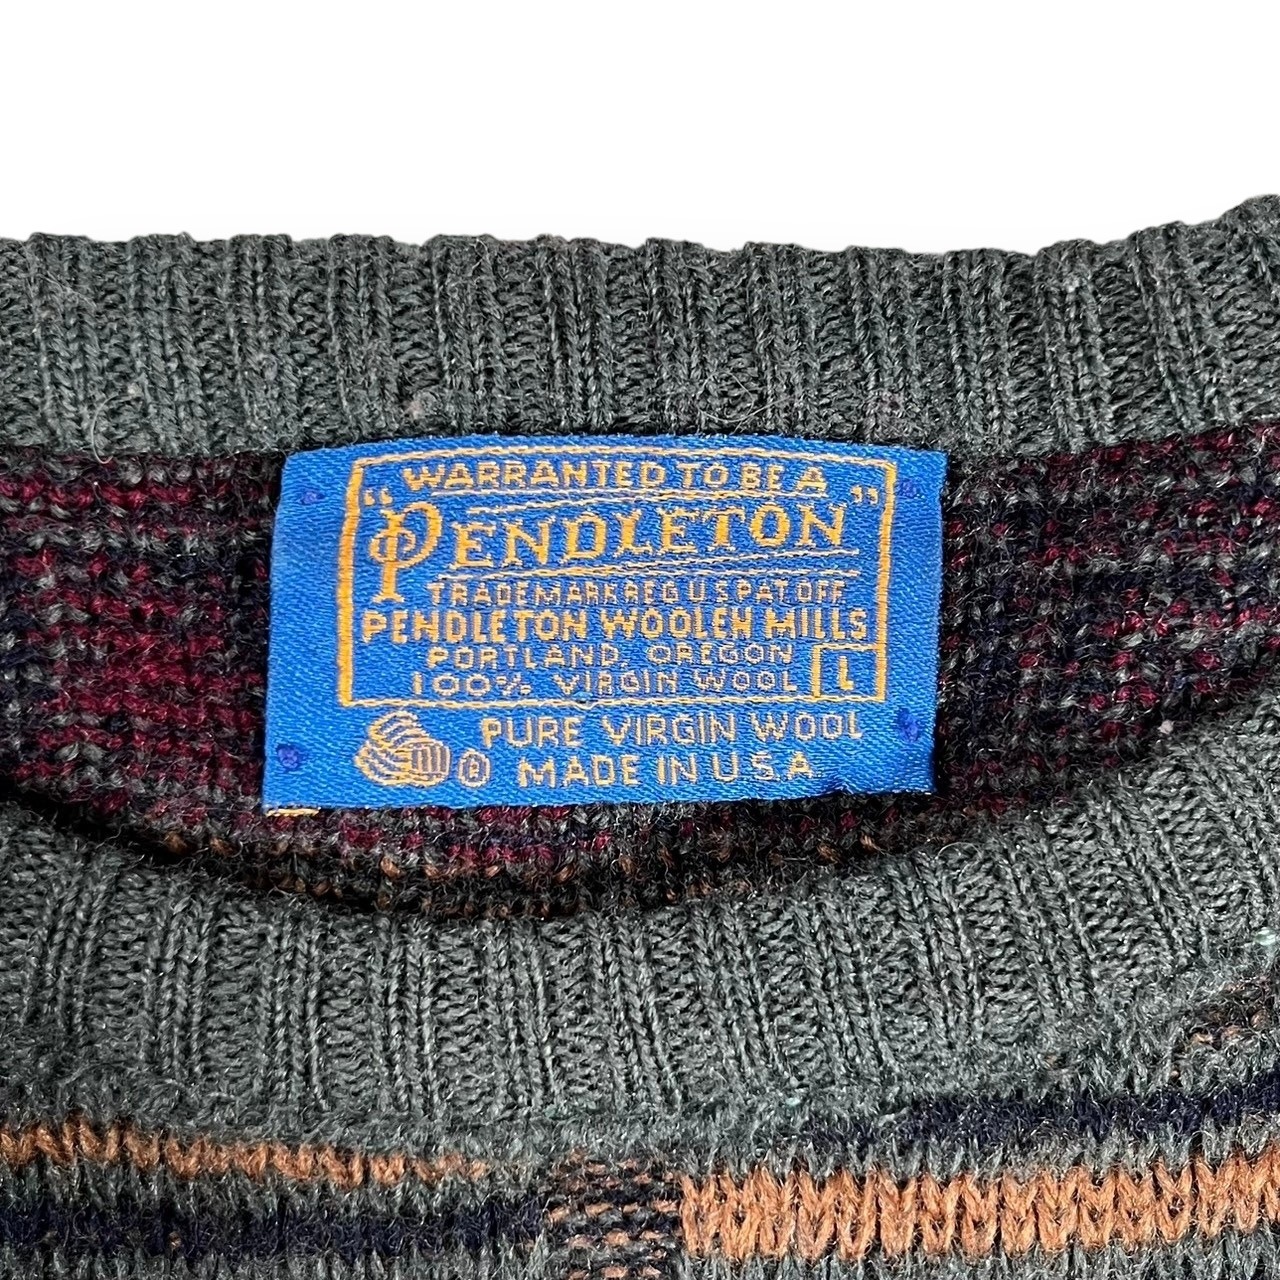 WARRANTED TO BE A
"PENDLETON"
TRADEMARK REG U S PAT. OFF
PENDLETON WOOLEN MILLS
PORTLAND, OREGON
100% VIRGIN WOOL L
PURE VIRGIN WOOL
® MADE IN U S A